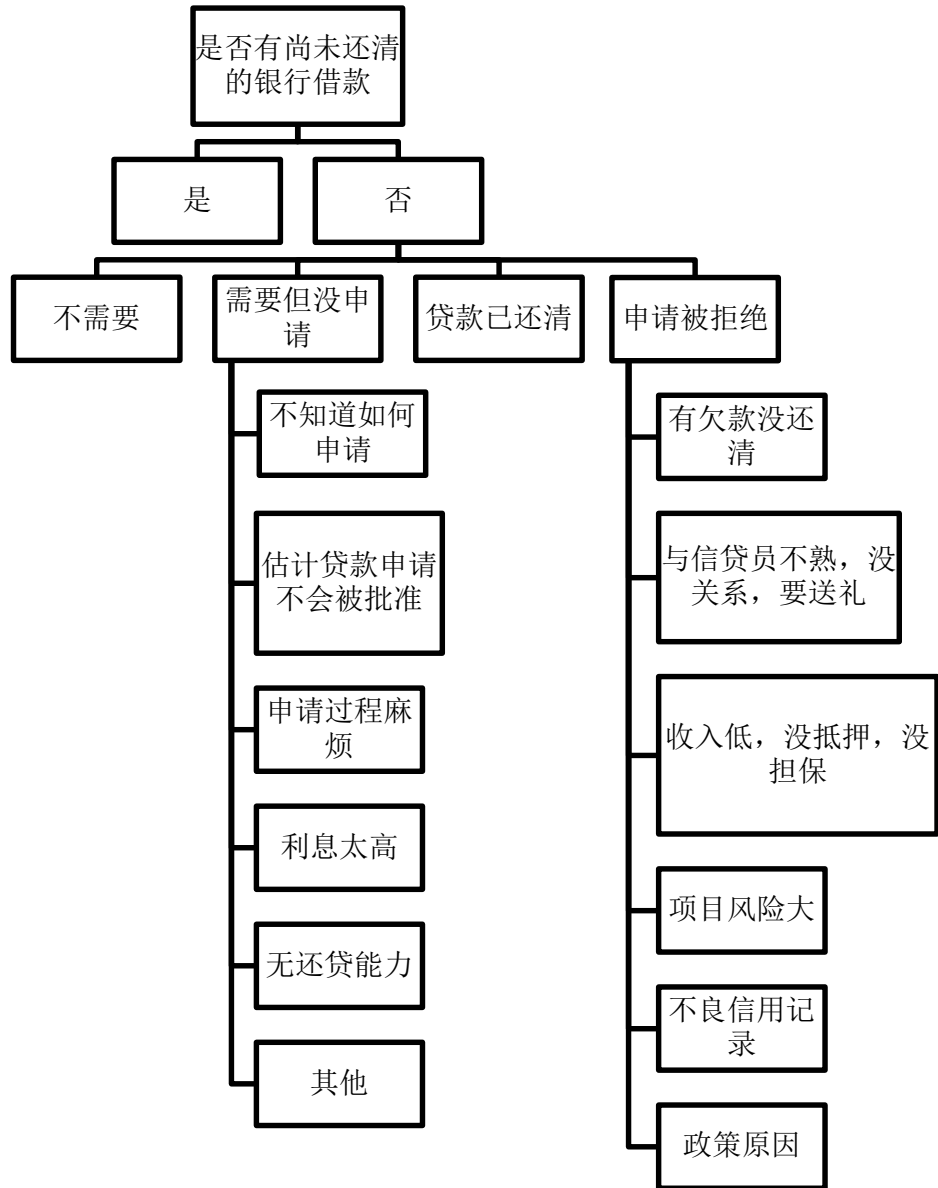 是否有尚未还清
的银行借款
是
否
不需要
需要但没申
请
贷款已还清
申请被拒绝
不知道如何
申请
估计贷款申请
不会被批准
申请过程麻
烦
利息太高
无还贷能力
其他
有欠款没还
清
与信贷员不熟，没
关系，要送礼
收入低，没抵押，没
担保
项目风险大
不良信用记
录
政策原因